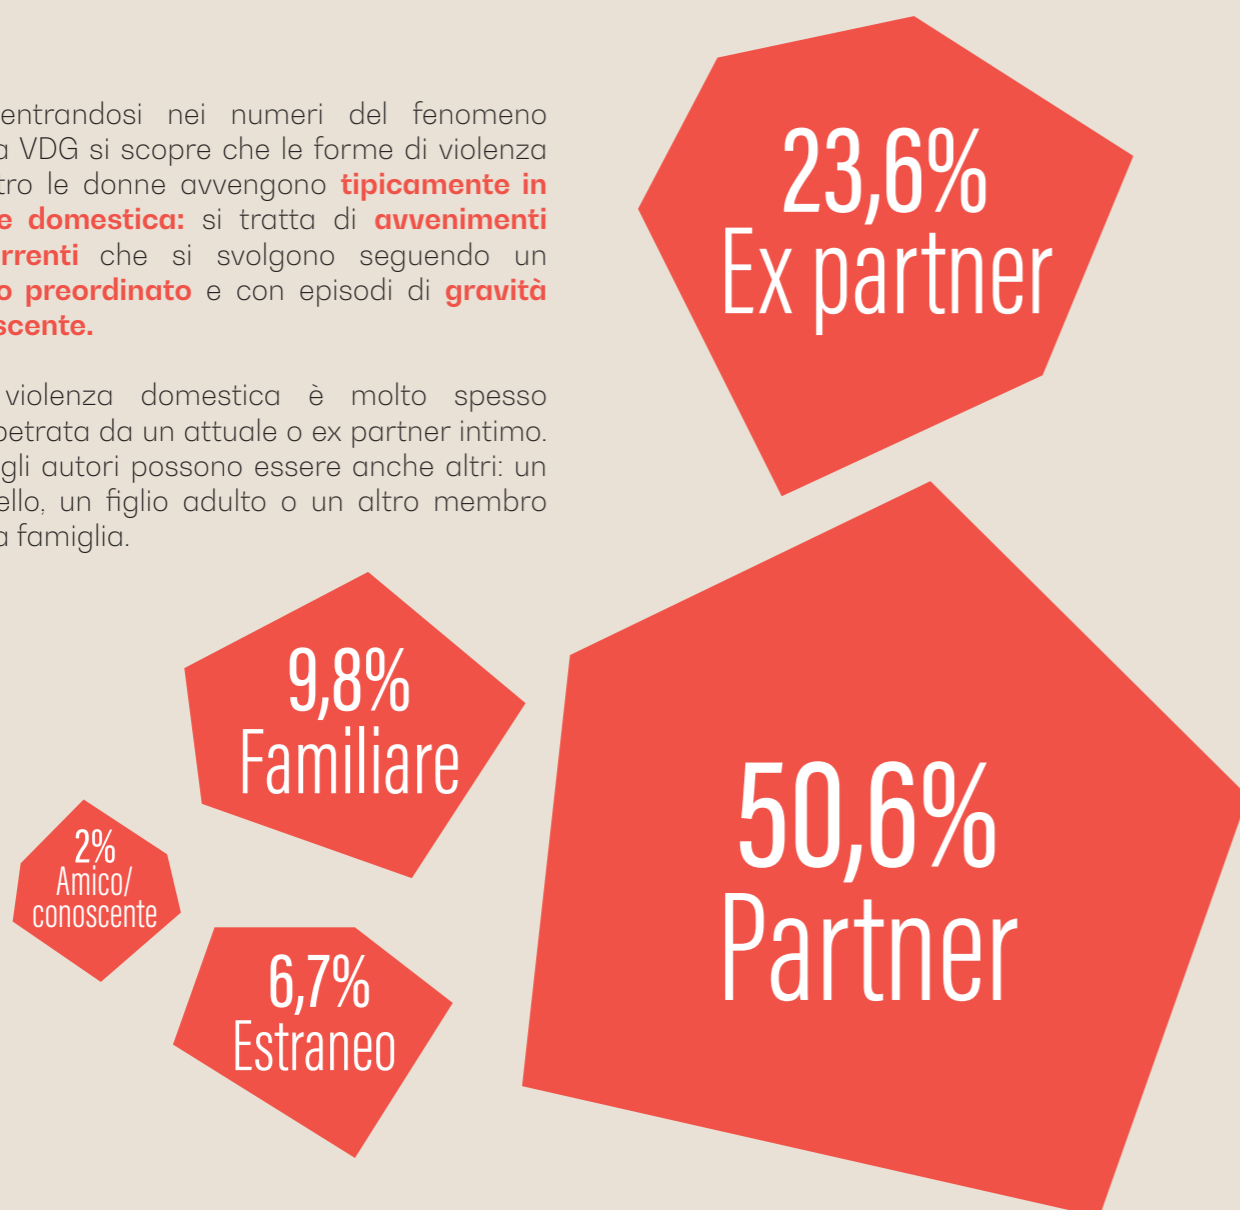 entrandosi nei numeri del fenomeno
a VDG si scopre che le forme di violenza
tro le donne avvengono tipicamente in
e domestica: si tratta di avvenimenti
rrenti che si svolgono seguendo un
o preordinato e con episodi di gravità
scente.
violenza domestica è molto spesso
petrata da un attuale o ex partner intimo.
gli autori possono essere anche altri: un
ello, un figlio adulto o un altro membro
a famiglia.
23,6%
Ex partner
9,8%
Familiare
50,6%
Partner
2%
Amico/
conoscente
6,7%
Estraneo